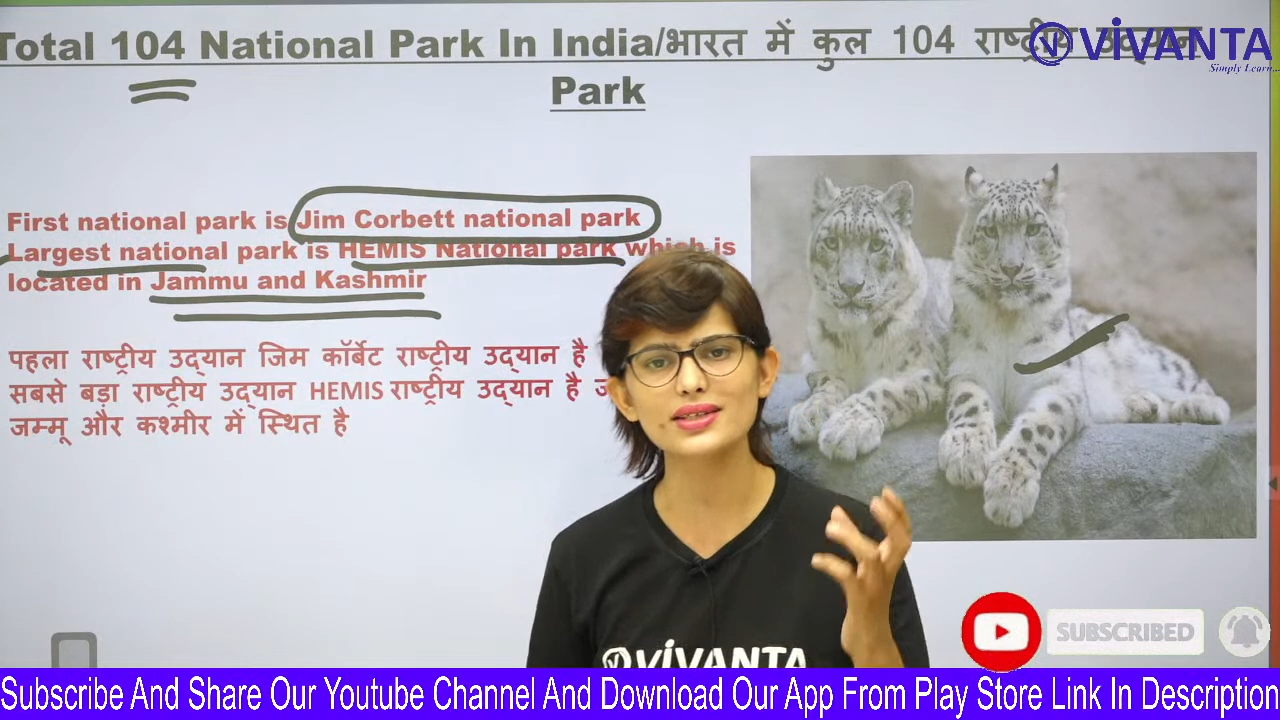 Total 104 National Park In India/भारत में कुल 104 राष्ट्रीय उद्यान
Park
VIVANTA
Simply Learn...
First national park is Jim Corbett national park
Largest national park is HEMIS National park which is
located in Jammu and Kashmir
पहला राष्ट्रीय उद्यान जिम कॉर्बेट राष्ट्रीय उद्यान है
सबसे बड़ा राष्ट्रीय उद्यान HEMIS राष्ट्रीय उद्यान है
जम्मू और कश्मीर में स्थित है
VIVANTA
SUBSCRIBED
Subscribe And Share Our Youtube Channel And Download Our App From Play Store Link In Description